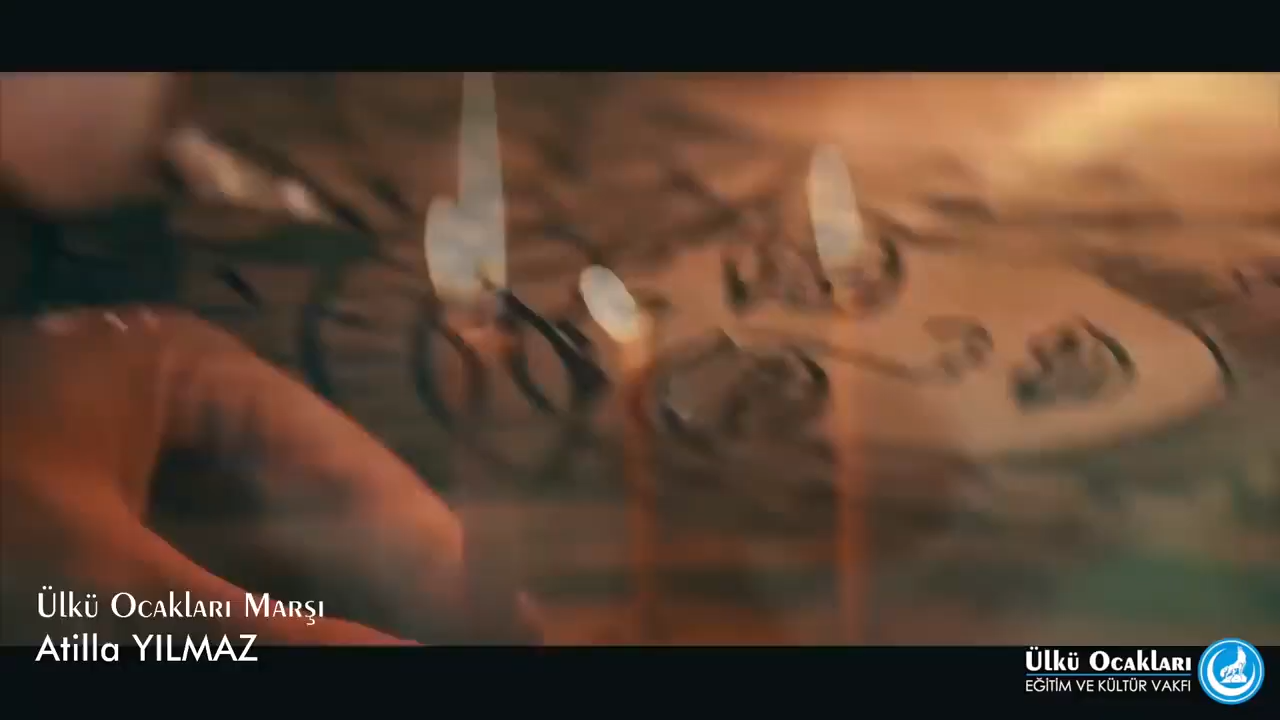 Ülkü Ocakları Marşı
Atilla YILMAZ
Ülkü Ocakları
EĞİTİM VE KÜLTÜR VAKFI